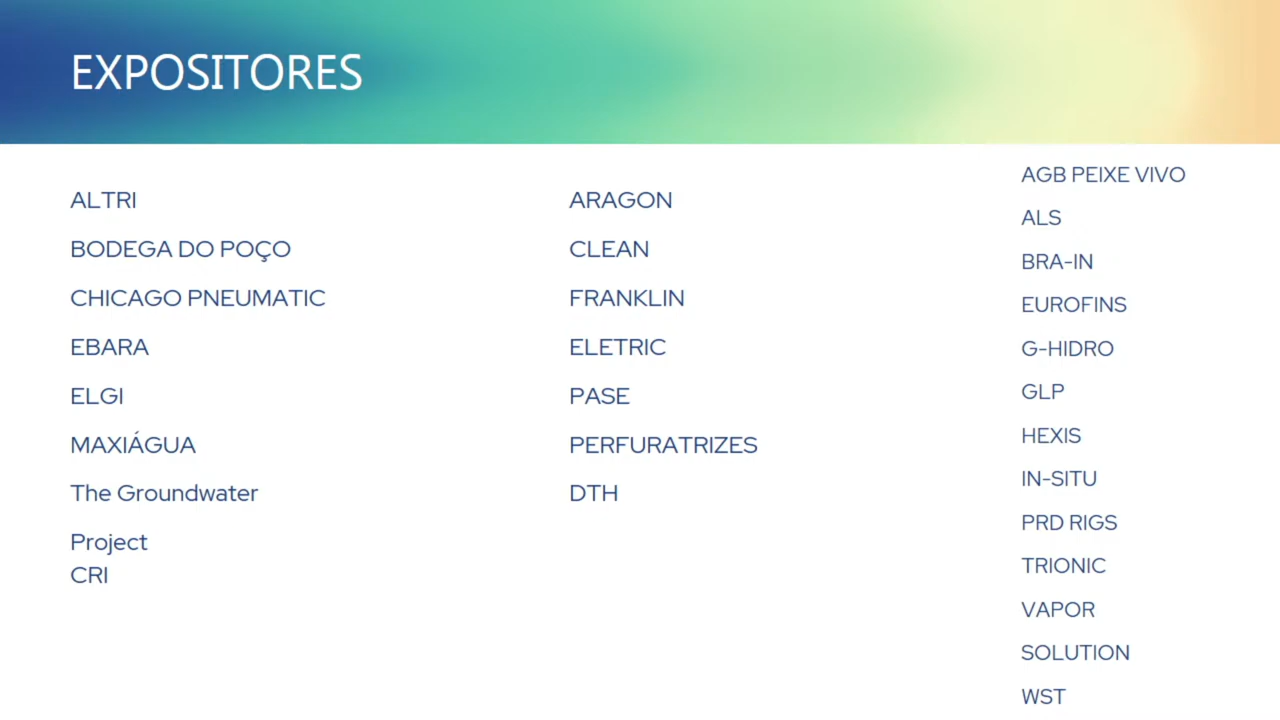 EXPOSITORES
ALTRI
BODEGA DO POÇO
CHICAGO PNEUMATIC
EBARA
ELGI
MAXIÁGUA
The Groundwater
Project
CRI
ARAGON
CLEAN
FRANKLIN
ELETRIC
PASE
PERFURATRIZES
DTH
AGB PEIXE VIVO
ALS
BRA-IN
EUROFINS
G-HIDRO
GLP
HEXIS
IN-SITU
PRD RIGS
TRIONIC
VAPOR
SOLUTION
WST